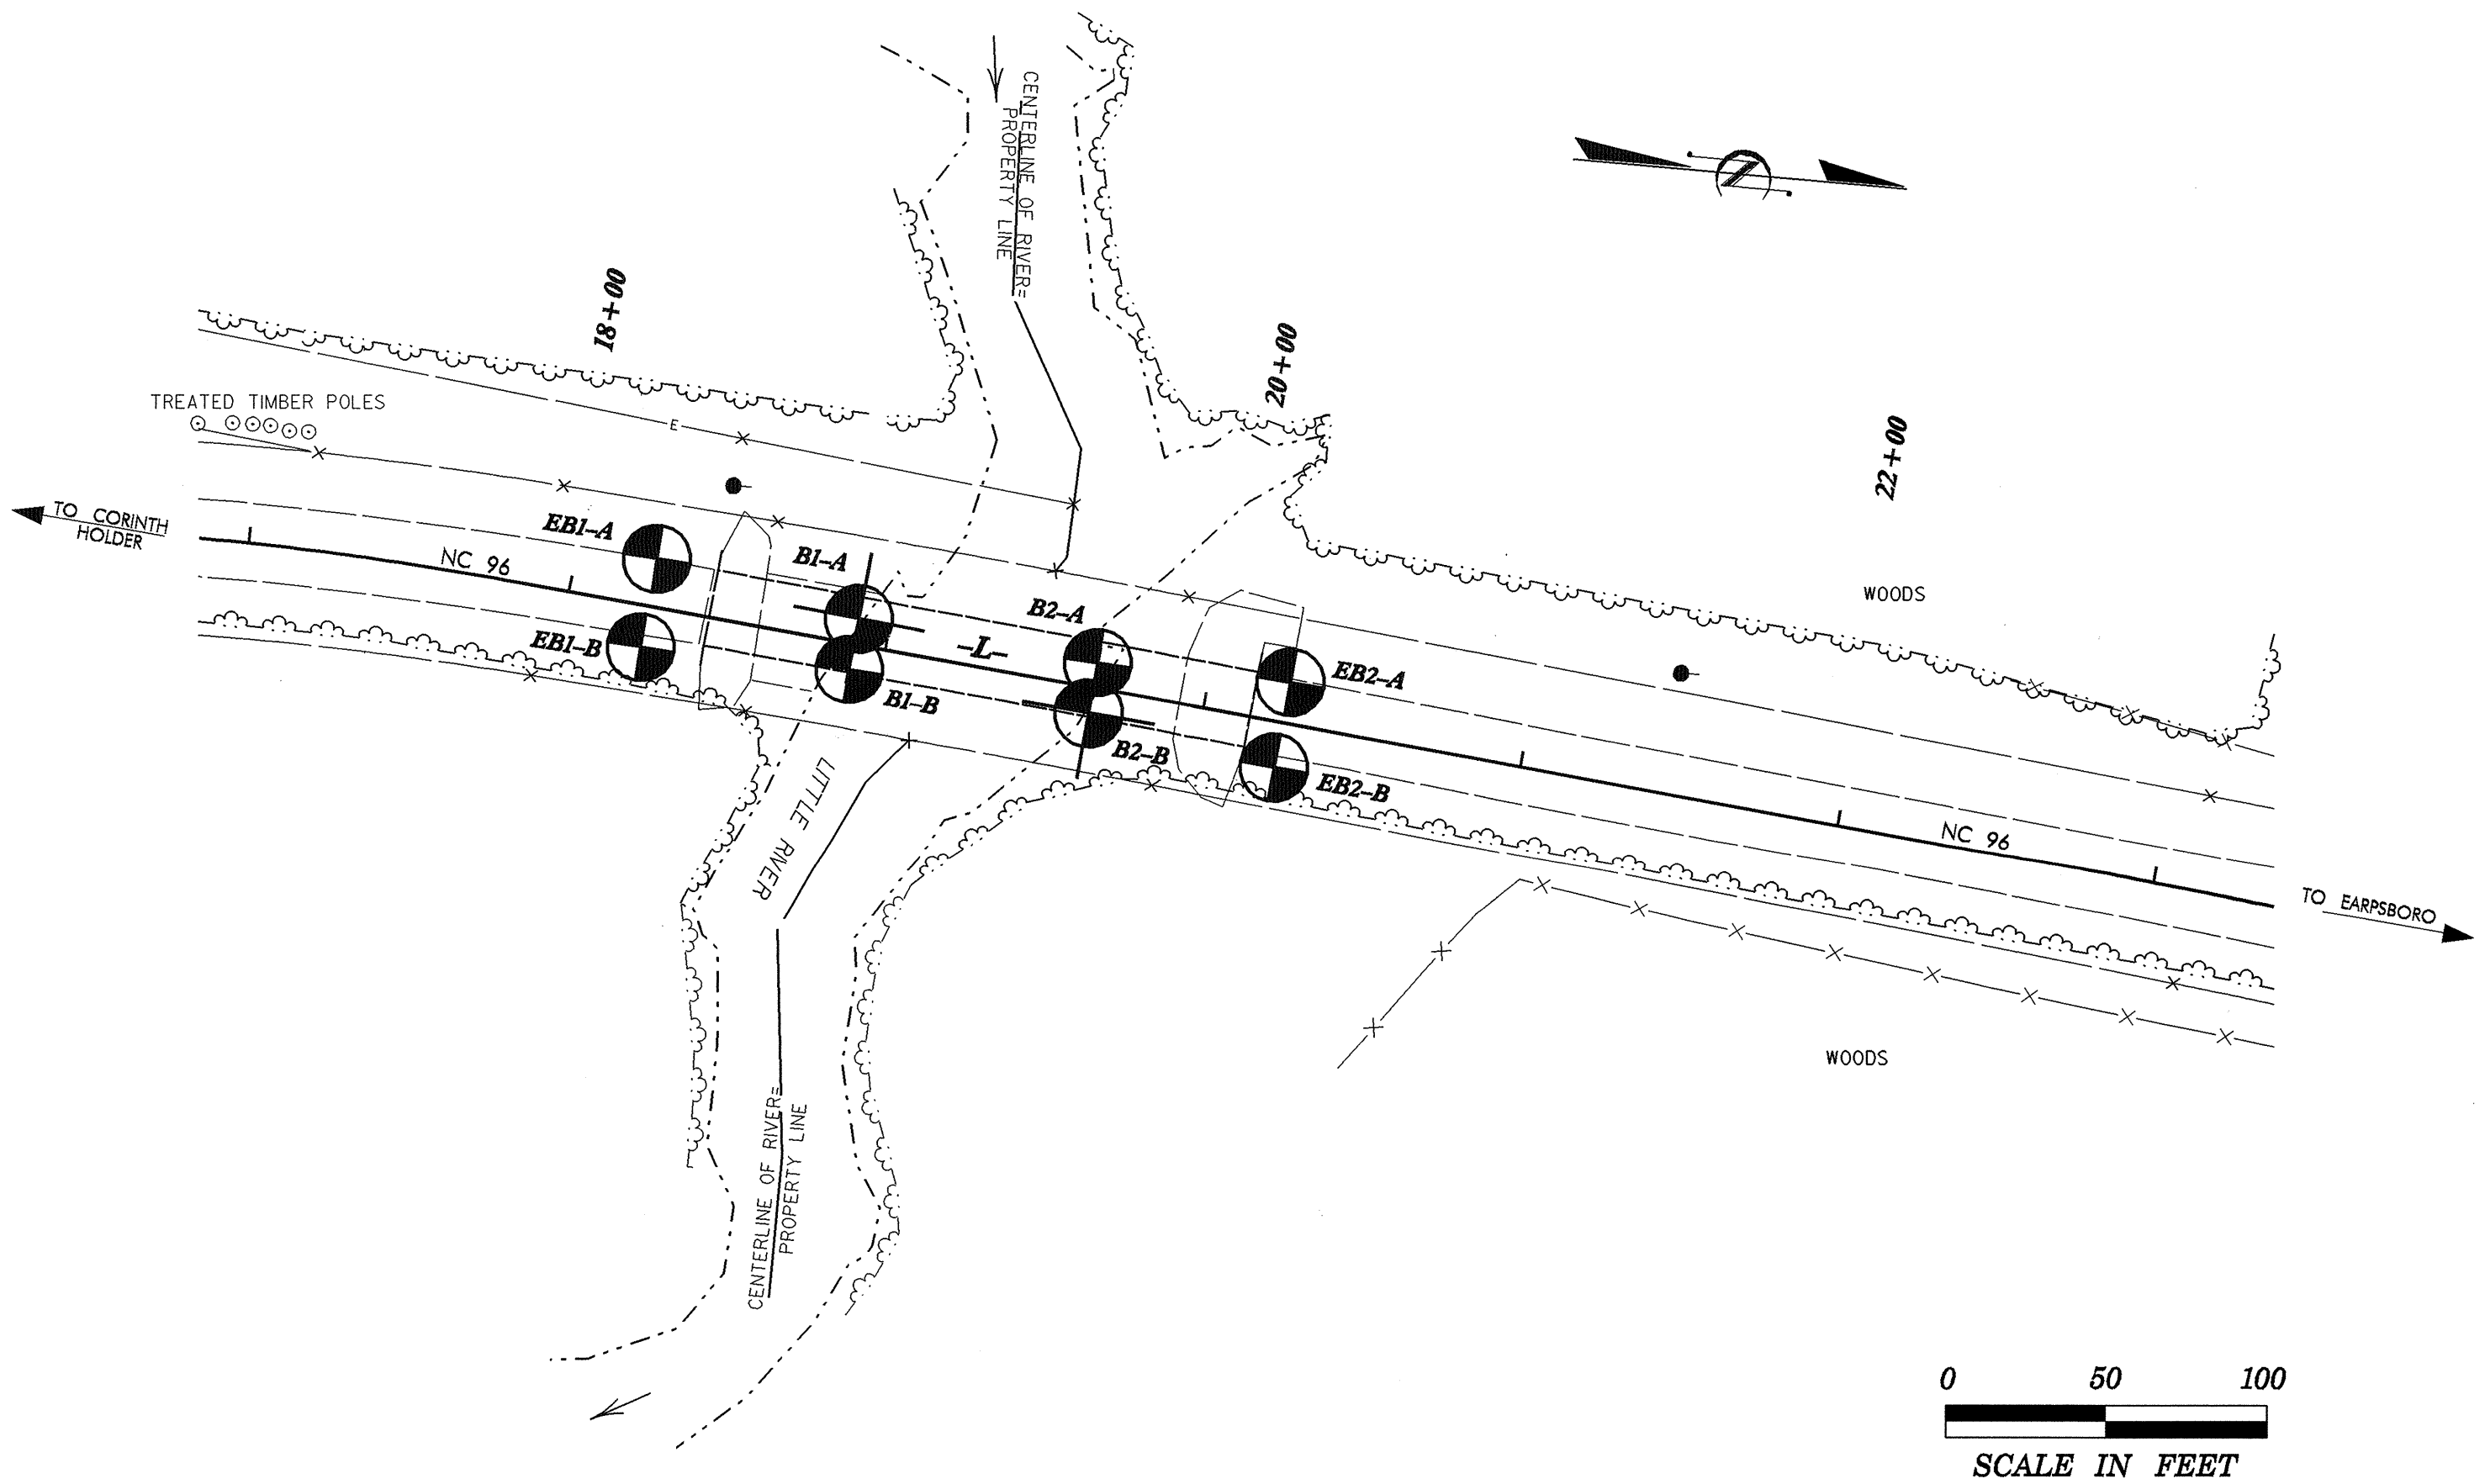 CENTERLINE OF RIVER=
PROPERTY LINE
18+00
20+00
22+00
TREATED TIMBER POLES
E
TO CORINTH
HOLDER
NC 96
EB1-A
B1-A
B2-A
-L-
EB2-A
EB1-B
B1-B
B2-B
EB2-B
WOODS
LITTLE RIVER
NC 96
TO EARPSBORO
WOODS
CENTERLINE OF RIVER=
PROPERTY LINE
0 50 100
SCALE IN FEET